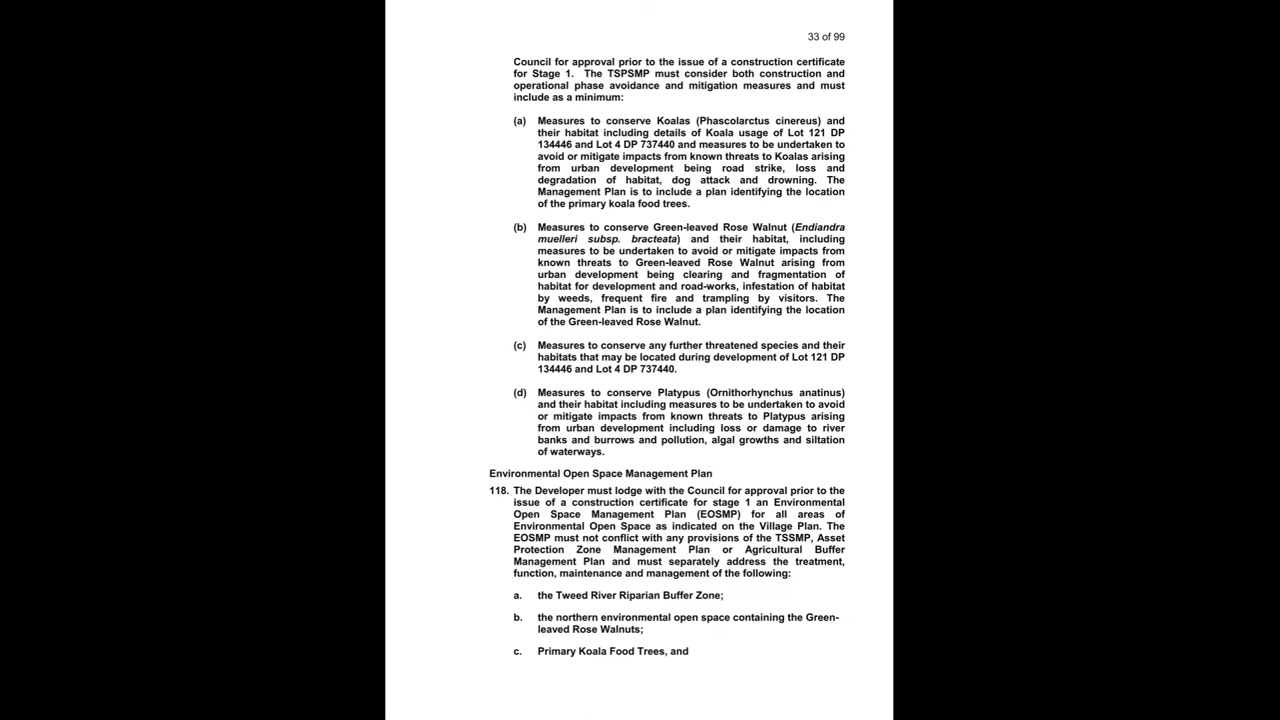 33 of 99
Council for approval prior to the issue of a construction certificate
for Stage 1. The TSPSMP must consider both construction and
operational phase avoidance and mitigation measures and must
include as a minimum:
(a) Measures to conserve Koalas (Phascolarctus cinereus) and
their habitat including details of Koala usage of Lot 121 DP
134446 and Lot 4 DP 737440 and measures to be undertaken to
avoid or mitigate impacts from known threats to Koalas arising
from urban development being road strike, loss and
degradation of habitat, dog attack and drowning. The
Management Plan is to include a plan identifying the location
of the primary koala food trees.
(b) Measures to conserve Green-leaved Rose Walnut (Endiandra
muelleri subsp. bracteata) and their habitat, including
measures to be undertaken to avoid or mitigate impacts from
known threats to Green-leaved Rose Walnut arising from
urban development being clearing and fragmentation of
habitat for development and road-works, infestation of habitat
by weeds, frequent fire and trampling by visitors. The
Management Plan is to include a plan identifying the location
of the Green-leaved Rose Walnut.
(c) Measures to conserve any further threatened species and their
habitats that may be located during development of Lot 121 DP
134446 and Lot 4 DP 737440.
(d) Measures to conserve Platypus (Ornithorhynchus anatinus)
and their habitat including measures to be undertaken to avoid
or mitigate impacts from known threats to Platypus arising
from urban development including loss or damage to river
banks and burrows and pollution, algal growths and siltation
of waterways.
Environmental Open Space Management Plan
118. The Developer must lodge with the Council for approval prior to the
issue of a construction certificate for stage 1 an Environmental
Open Space Management Plan (EOSMP) for all areas of
Environmental Open Space as indicated on the Village Plan. The
EOSMP must not conflict with any provisions of the TSSMP, Asset
Protection Zone Management Plan or Agricultural Buffer
Management Plan and must separately address the treatment,
function, maintenance and management of the following:
a. the Tweed River Riparian Buffer Zone;
b. the northern environmental open space containing the Green-
leaved Rose Walnuts;
c. Primary Koala Food Trees, and